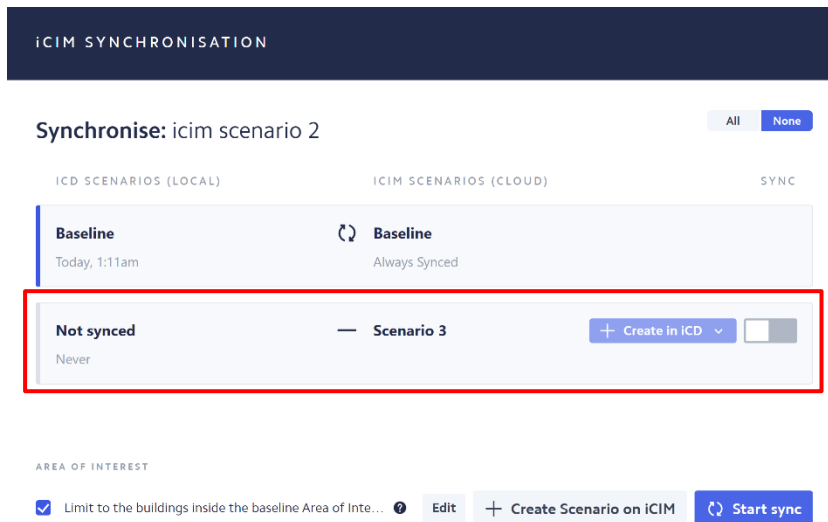 iCIM SYNCHRONISATION
Synchronise: icim scenario 2
All None
ICD SCENARIOS (LOCAL) ICIM SCENARIOS (CLOUD) SYNC
Baseline Baseline
Today, 1:11am Always Synced
Not synced — Scenario 3 + Create in iCD
Never
AREA OF INTEREST
Limit to the buildings inside the baseline Area of Inte... ? Edit + Create Scenario on iCIM Start sync